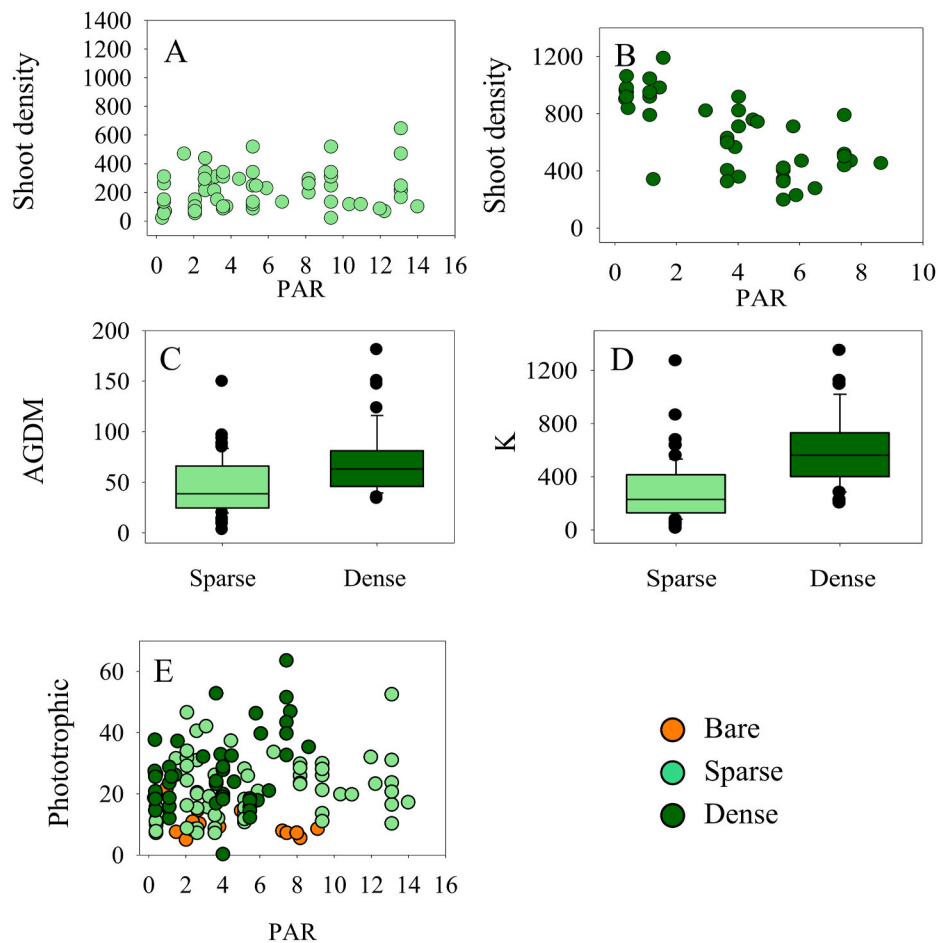 A
Shoot density
1400
1200
1000
800
600
400
200
0
0 2 4 6 8 10 12 14 16
PAR
B
Shoot density
1200
800
400
0
0 2 4 6 8 10
PAR
C
AGDM
200
150
100
50
0
Sparse Dense
D
K
1200
800
400
0
Sparse Dense
E
Phototrophic
60
40
20
0
0 2 4 6 8 10 12 14 16
PAR
Bare
Sparse
Dense